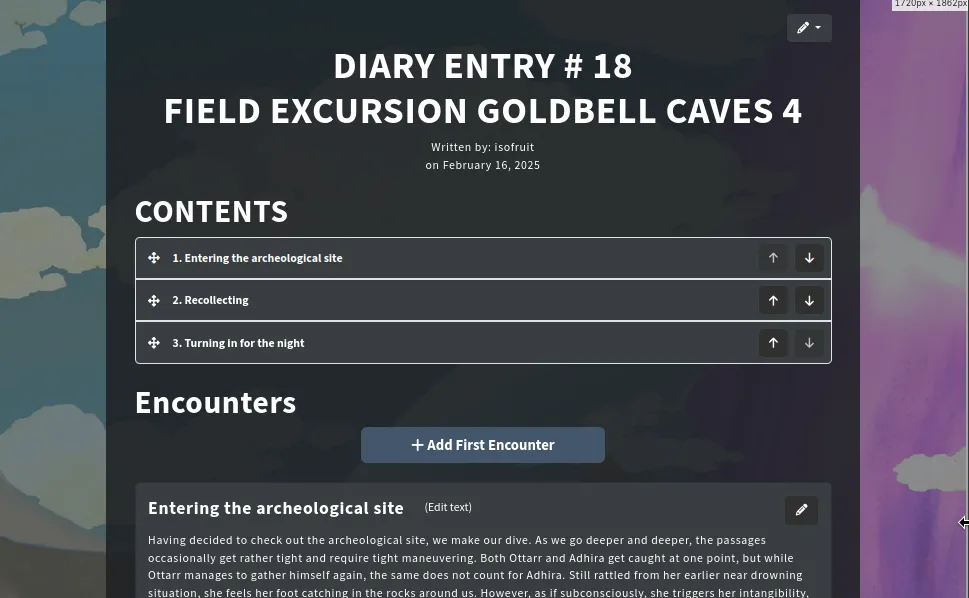 1720px × 1862px
DIARY ENTRY # 18
FIELD EXCURSION GOLDBELL CAVES 4
Written by: isofruit
on February 16, 2025
CONTENTS
1. Entering the archeological site
2. Recollecting
3. Turning in for the night
Encounters
+ Add First Encounter
Entering the archeological site (Edit text)
Having decided to check out the archeological site, we make our dive. As we go deeper and deeper, the passages
occasionally get rather tight and require tight maneuvering. Both Ottarr and Adhira get caught at one point, but while
Ottarr manages to gather himself again, the same does not count for Adhira. Still rattled from her earlier near drowning
situation, she feels her foot catching in the rocks around us. However, as if subconsciously, she triggers her intangibility,